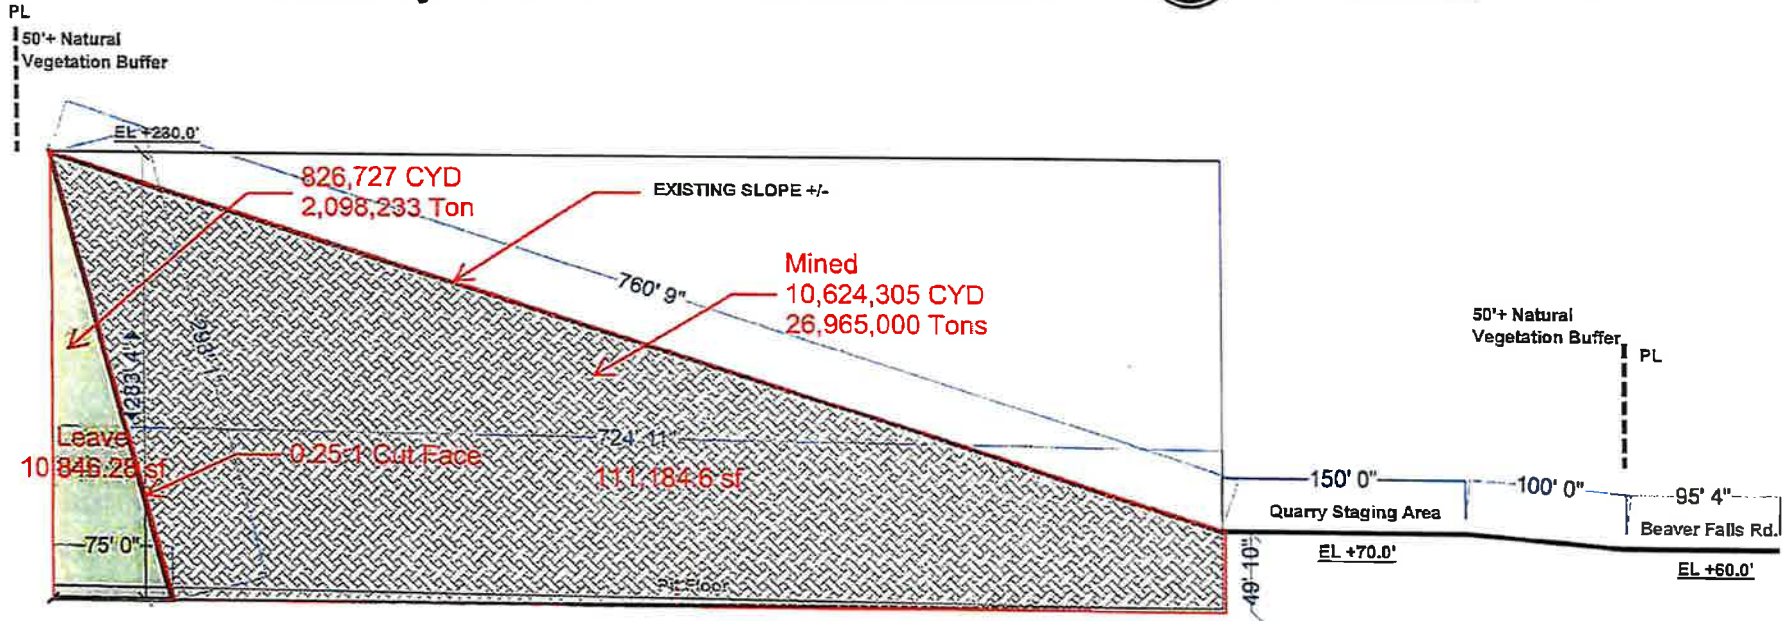 PL
50'+ Natural
Vegetation Buffer
EL +280.0'
826,727 CYD
2,098,233 Ton
EXISTING SLOPE +/-
Mined
10,624,305 CYD
26,965,000 Tons
760' 9"
50'+ Natural
Vegetation Buffer
PL
283' 4"
724' 11"
Leave
10,846.28 sf
0.25:1 Cut Face
111,184.6 sf
150' 0"
100' 0"
95' 4"
Quarry Staging Area
Beaver Falls Rd.
75' 0"
EL +70.0'
EL +60.0'
49' 10"
Pit Floor